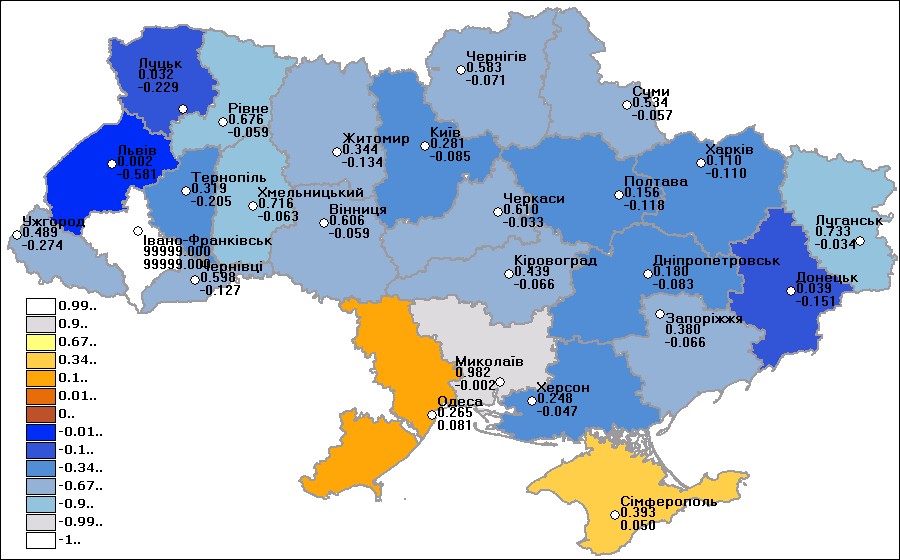 Чернігів
0.583
-0.071
Луцьк
0.032
-0.229
Суми
0.534
-0.057
Рівне
0.676
-0.059
Житомир
0.344
-0.134
Київ
0.281
-0.085
Харків
0.110
-0.110
Львів
0.002
-0.581
Тернопіль
0.319
-0.205
Хмельницький
0.716
-0.063
Полтава
0.156
-0.118
Черкаси
0.610
-0.033
Вінниця
0.606
-0.059
Ужгород
0.489
-0.274
Луганськ
0.733
-0.034
Івано-Франківськ
99999.000
99999.000
Чернівці
0.598
-0.127
Кіровоград
0.439
-0.066
Дніпропетровськ
0.180
-0.083
Донецьк
0.039
-0.151
Запоріжжя
0.380
-0.066
Миколаїв
0.982
-0.002
Херсон
0.248
-0.047
Одеса
0.265
0.081
Сімферополь
0.393
0.050
0.99..
0.9..
0.67..
0.34..
0.1..
0.01..
0..
-0.01..
-0.1..
-0.34..
-0.67..
-0.9..
-0.99..
-1..